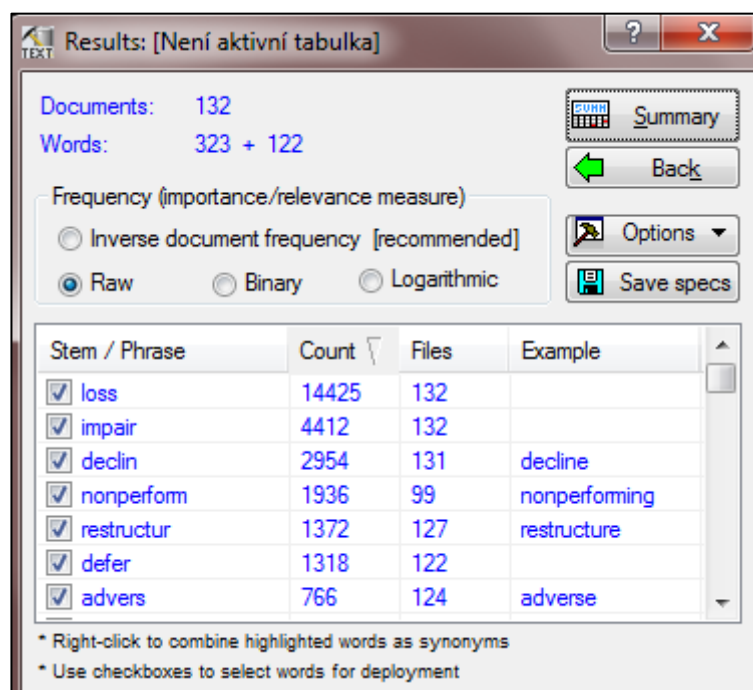 TEXT Results: [Není aktivní tabulka] ? X
Documents: 132
Words: 323 + 122
SUMM Summary
Back
Frequency (importance/relevance measure)
Inverse document frequency [recommended]
Raw Binary Logarithmic
Options
Save specs
Stem / Phrase Count Files Example
loss 14425 132
impair 4412 132
declin 2954 131 decline
nonperform 1936 99 nonperforming
restructur 1372 127 restructure
defer 1318 122
advers 766 124 adverse
* Right-click to combine highlighted words as synonyms
* Use checkboxes to select words for deployment